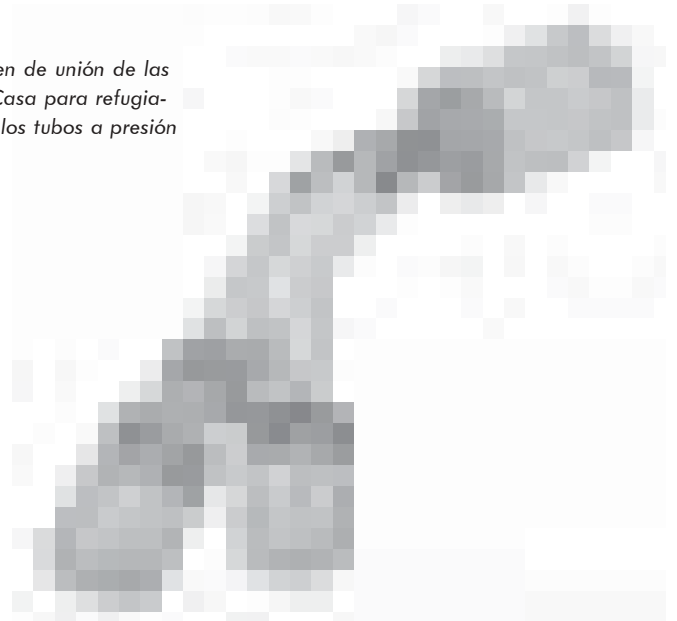 en de unión de las
Casa para refugia-
los tubos a presión